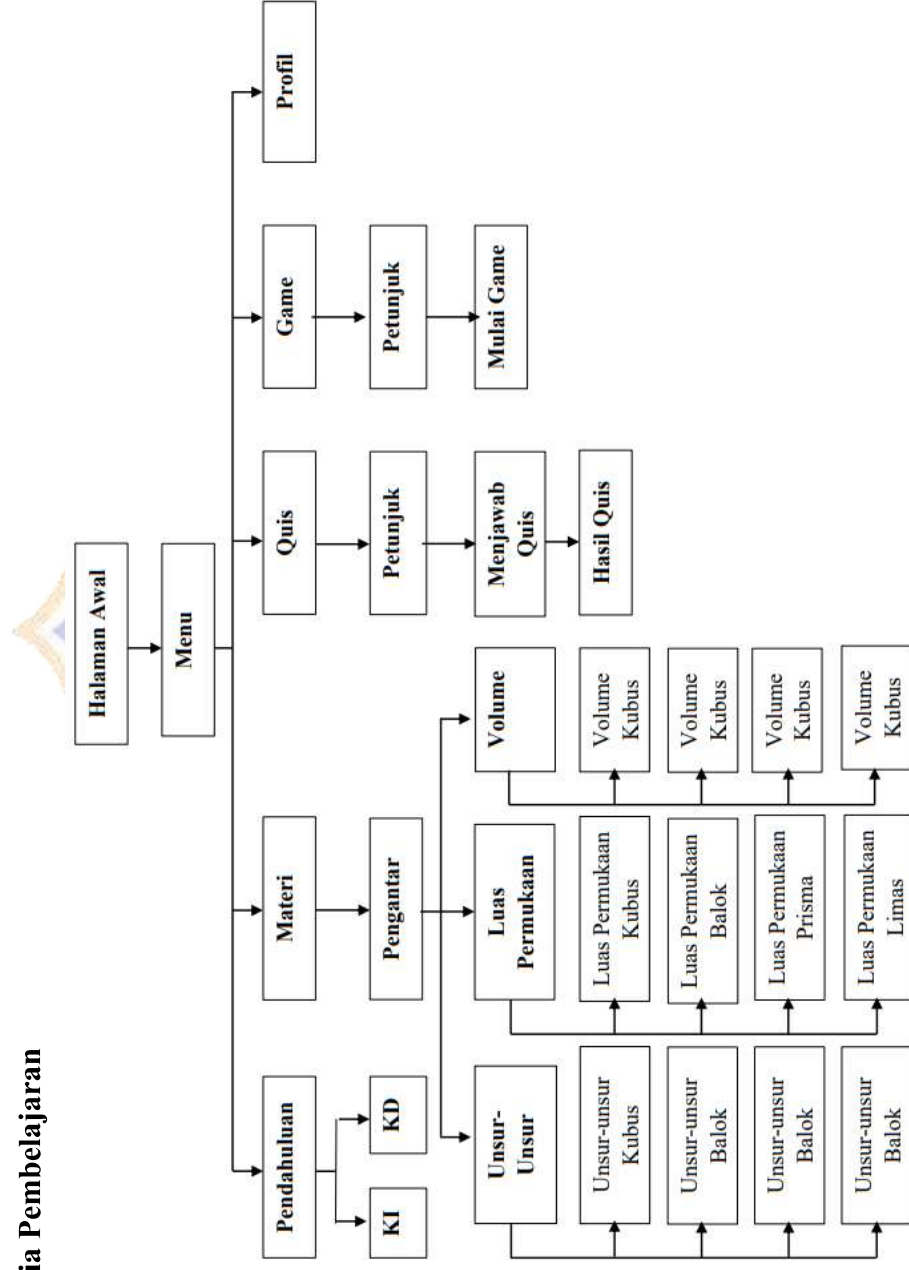 ia Pembelajaran
Halaman Awal
Menu
Pendahuluan
Materi
Quis
Game
Profil
KI
KD
Pengantar
Petunjuk
Petunjuk
Unsur-
Unsur
Luas
Permukaan
Volume
Menjawab
Quis
Mulai Game
Unsur-unsur
Kubus
Luas Permukaan
Kubus
Volume
Kubus
Hasil Quis
Unsur-unsur
Balok
Luas Permukaan
Balok
Volume
Kubus
Unsur-unsur
Balok
Luas Permukaan
Prisma
Volume
Kubus
Unsur-unsur
Balok
Luas Permukaan
Limas
Volume
Kubus